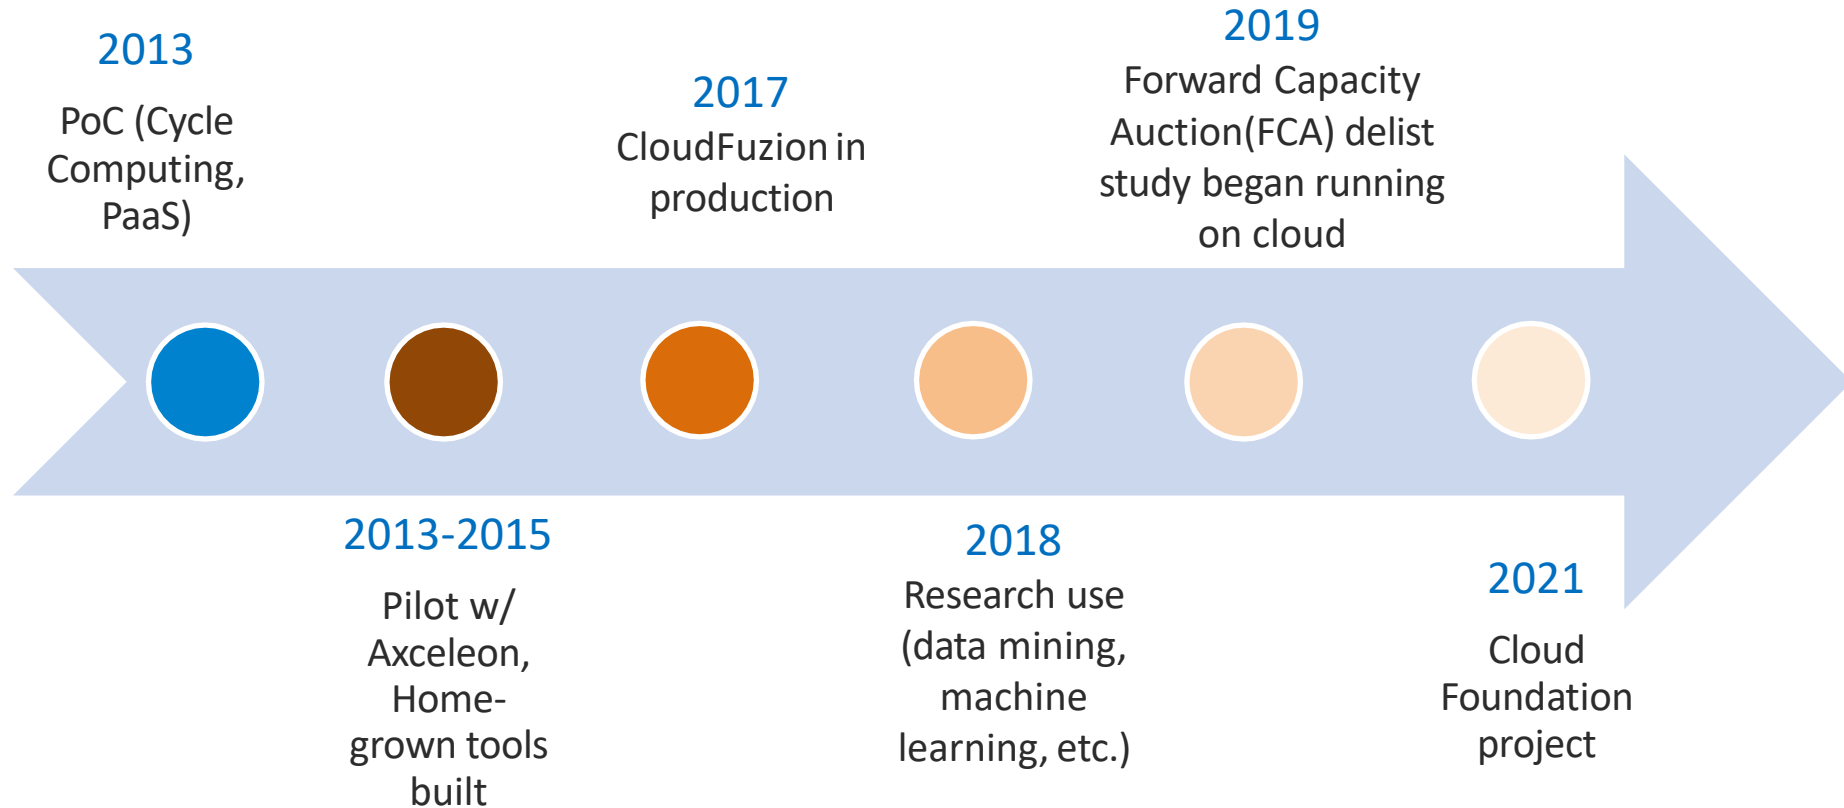 2013
PoC (Cycle
Computing,
PaaS)
2013-2015
Pilot w/
Axceleon,
Home-
grown tools
built
2017
CloudFuzion in
production
2018
Research use
(data mining,
machine
learning, etc.)
2019
Forward Capacity
Auction(FCA) delist
study began running
on cloud
2021
Cloud
Foundation
project